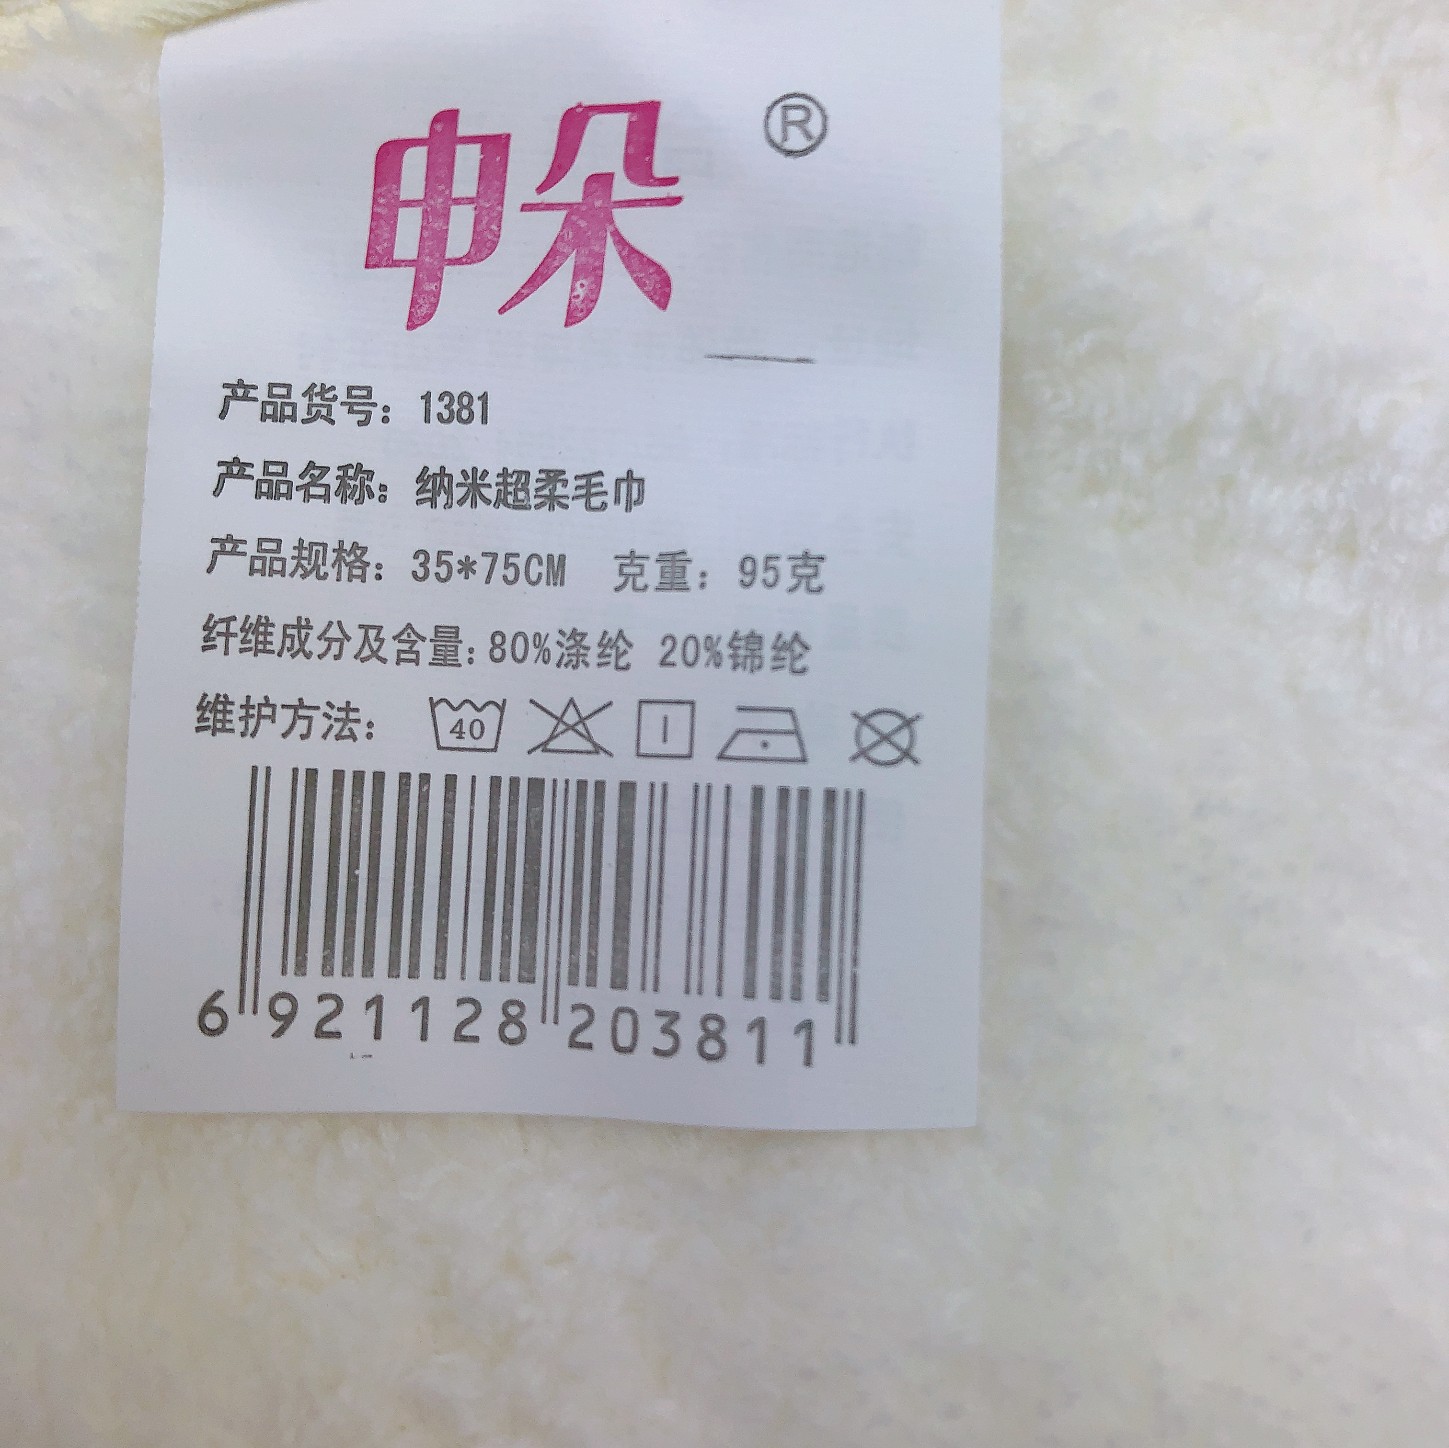 申朵 ®
产品货号：1381
产品名称：纳米超柔毛巾
产品规格：35*75CM 克重：95克
纤维成分及含量：80%涤纶 20%锦纶
维护方法：40
6 921128 203811